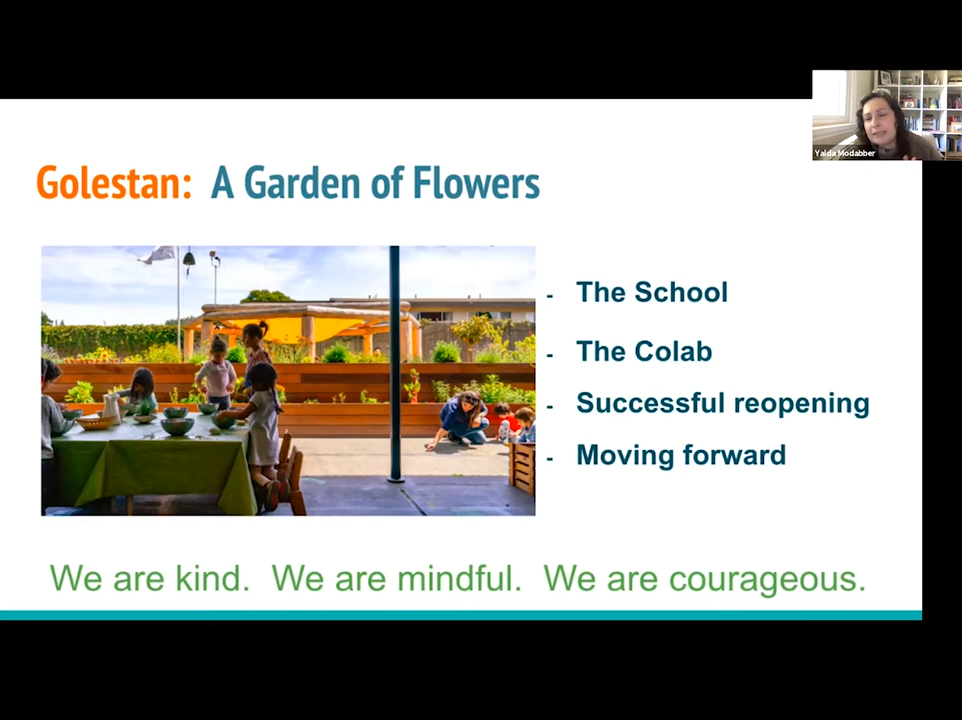 Yalda Modabber
Golestan: A Garden of Flowers
- The School
- The Colab
- Successful reopening
- Moving forward
We are kind. We are mindful. We are courageous.